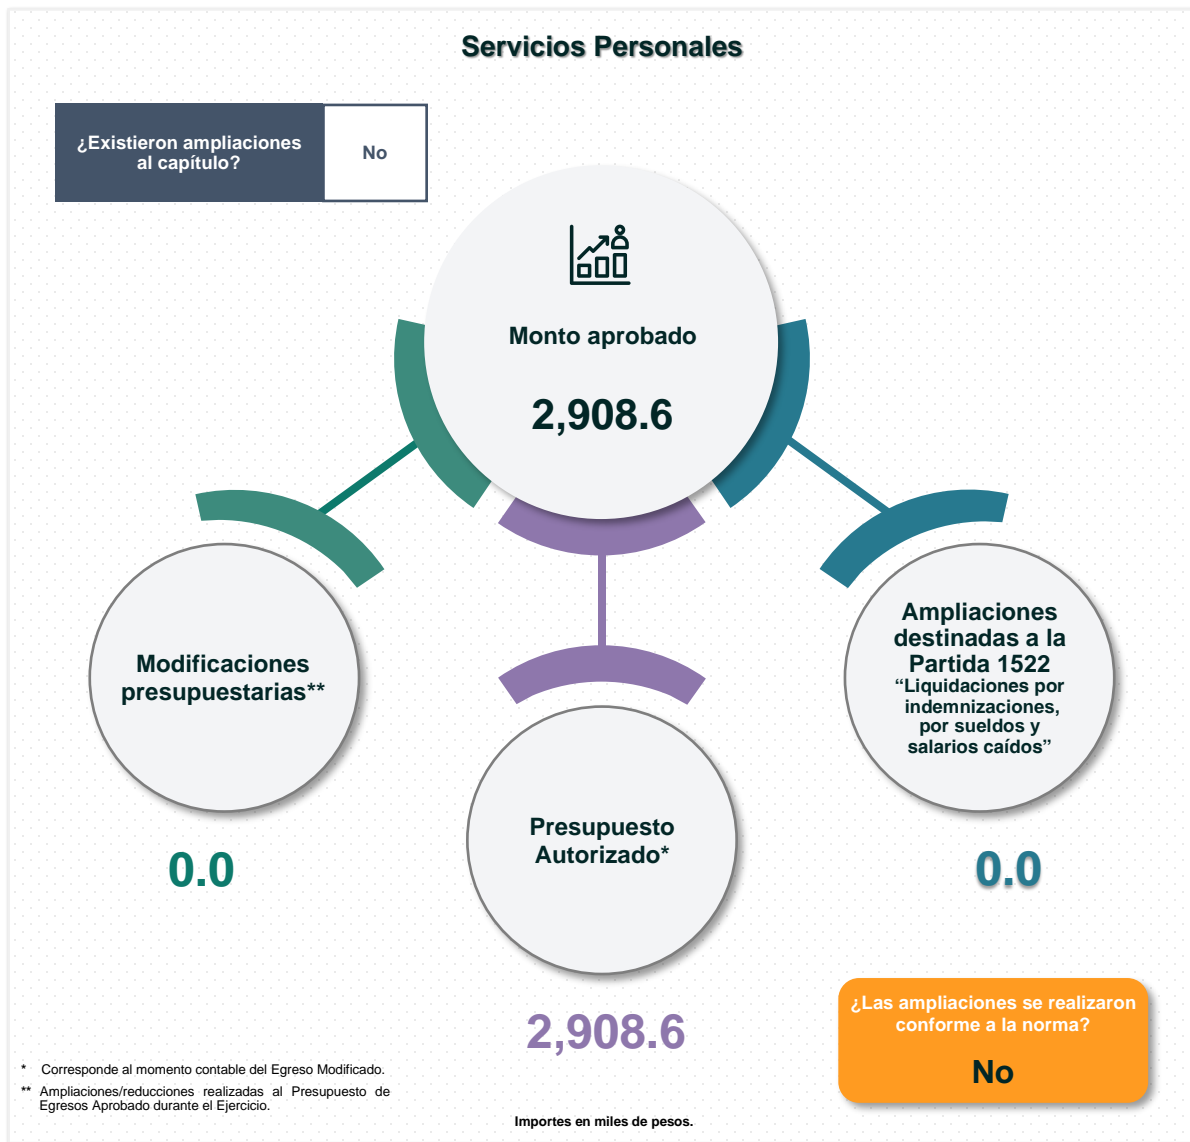 Servicios Personales
¿Existieron ampliaciones
al capítulo?
No
Monto aprobado
2,908.6
Modificaciones
presupuestarias**
0.0
Presupuesto
Autorizado*
2,908.6
Ampliaciones
destinadas a la
Partida 1522
“Liquidaciones por
indemnizaciones,
por sueldos y
salarios caídos”
0.0
¿Las ampliaciones se realizaron
conforme a la norma?
No
* Corresponde al momento contable del Egreso Modificado.
** Ampliaciones/reducciones realizadas al Presupuesto de
Egresos Aprobado durante el Ejercicio.
Importes en miles de pesos.